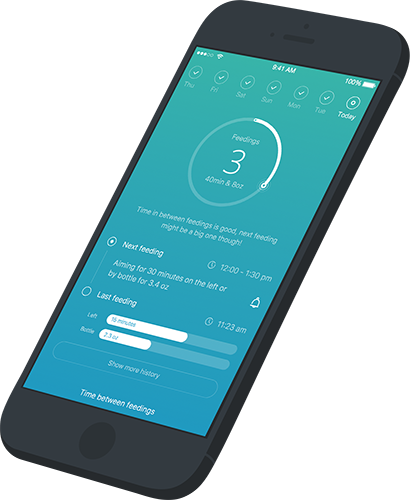 9:41 AM
100%
Thu Fri Sat Sun Mon Tue Today
Feedings
3
40min & 8oz
Time in between feedings is good, next feeding
might be a big one though!
Next feeding
12:00 - 1:30 pm
Aiming for 30 minutes on the left or
by bottle for 3.4 oz
Last feeding
11:23 am
Left 15 minutes
Bottle 2.3 oz
Show more history
Time between feedings